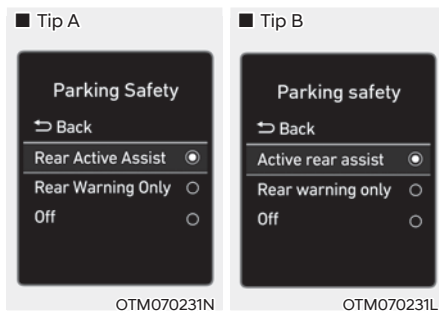 ■ Tip A
Parking Safety
⮌ Back
Rear Active Assist
Rear Warning Only
Off
OTM070231N
■ Tip B
Parking safety
⮌ Back
Active rear assist
Rear warning only
Off
OTM070231L